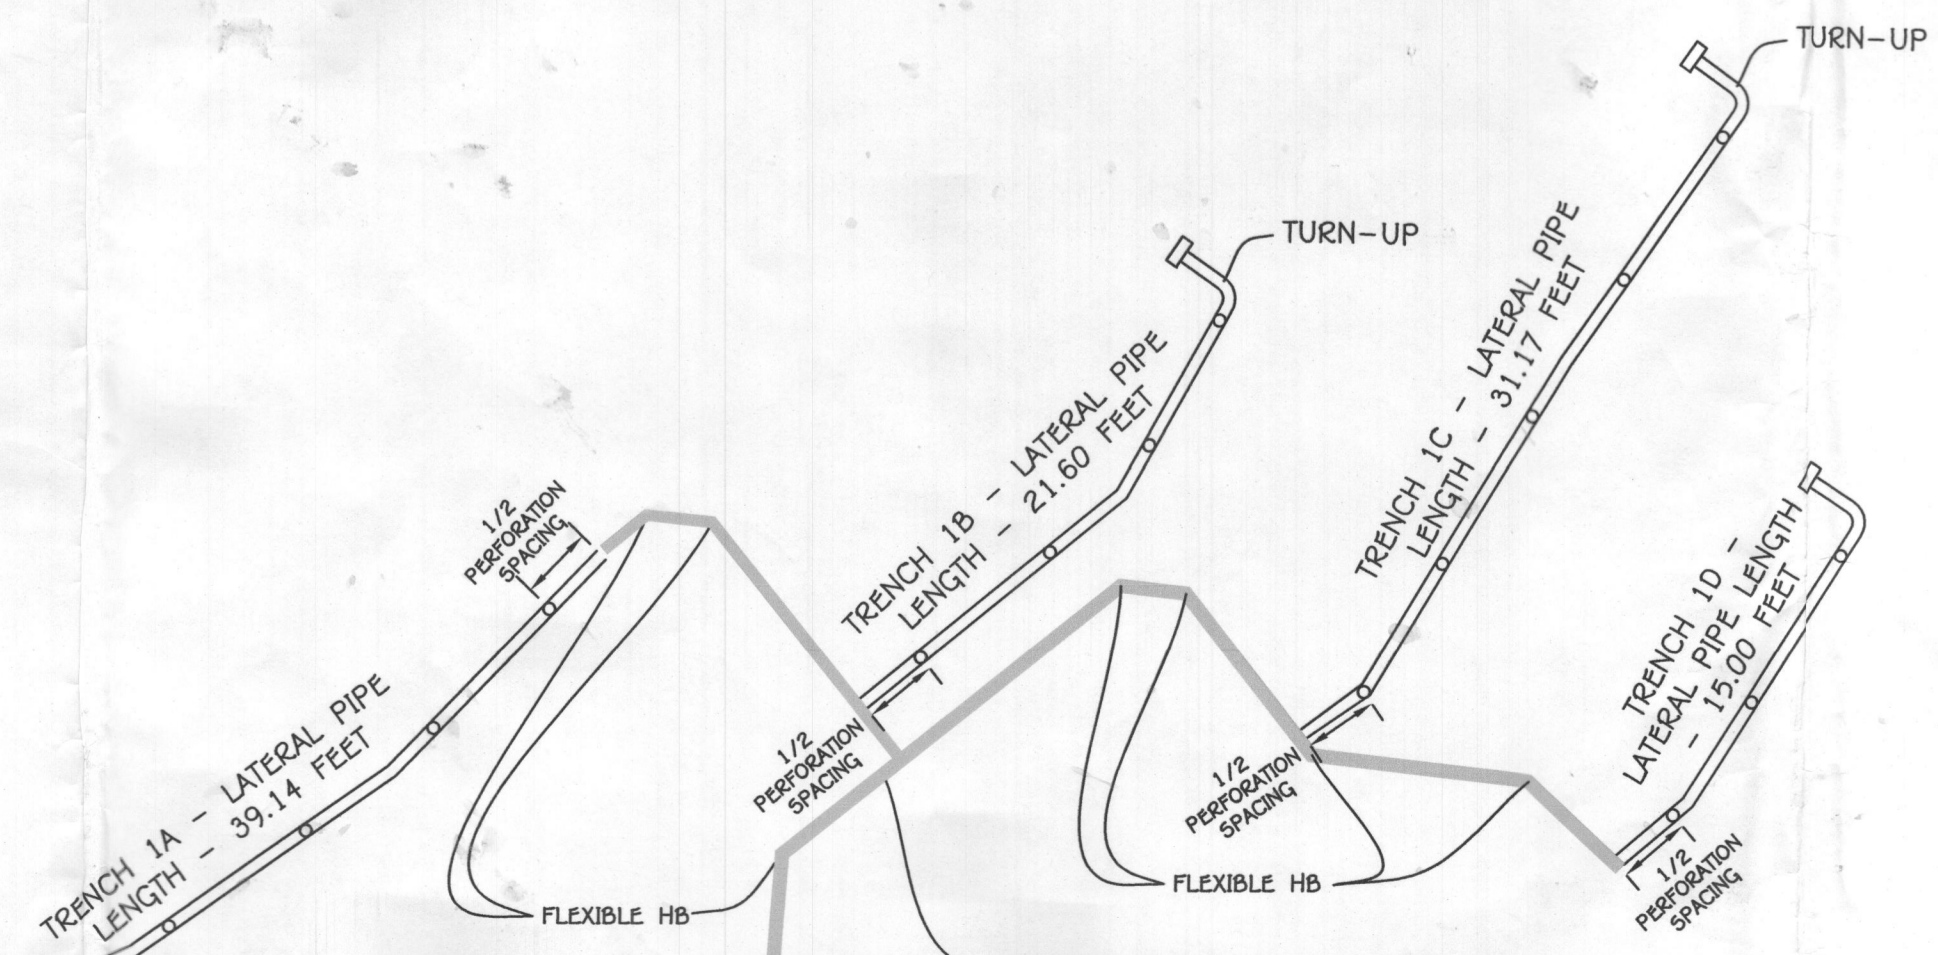 TURN-UP
TURN-UP
TRENCH 1C - LATERAL PIPE
LENGTH - 31.17 FEET
TRENCH 1B - LATERAL PIPE
LENGTH - 21.60 FEET
1/2
PERFORATION
SPACING
TRENCH 1D -
LATERAL PIPE LENGTH
- 15.00 FEET
TRENCH 1A - LATERAL PIPE
LENGTH - 39.14 FEET
1/2
PERFORATION
SPACING
1/2
PERFORATION
SPACING
1/2
PERFORATION
SPACING
FLEXIBLE HB
FLEXIBLE HB